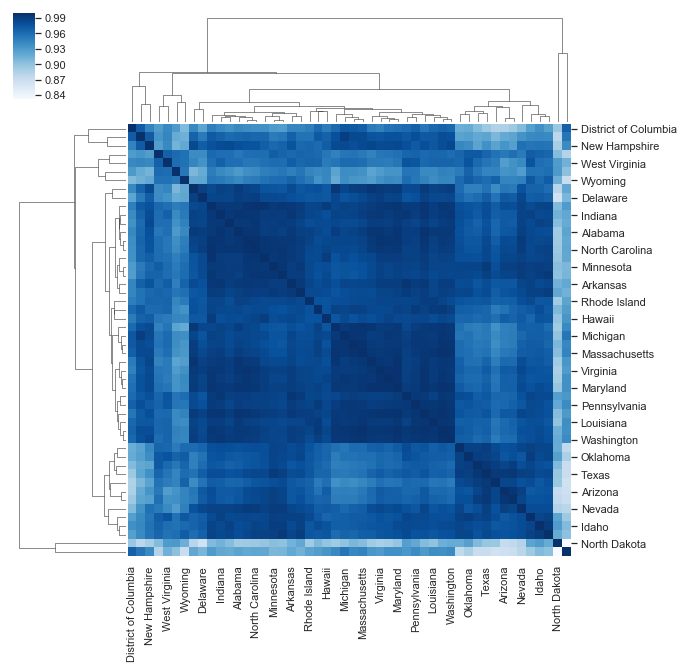 0.99
0.96
0.93
0.90
0.87
0.84
District of Columbia
New Hampshire
West Virginia
Wyoming
Delaware
Indiana
Alabama
North Carolina
Minnesota
Arkansas
Rhode Island
Hawaii
Michigan
Massachusetts
Virginia
Maryland
Pennsylvania
Louisiana
Washington
Oklahoma
Texas
Arizona
Nevada
Idaho
North Dakota
District of Columbia
New Hampshire
West Virginia
Wyoming
Delaware
Indiana
Alabama
North Carolina
Minnesota
Arkansas
Rhode Island
Hawaii
Michigan
Massachusetts
Virginia
Maryland
Pennsylvania
Louisiana
Washington
Oklahoma
Texas
Arizona
Nevada
Idaho
North Dakota